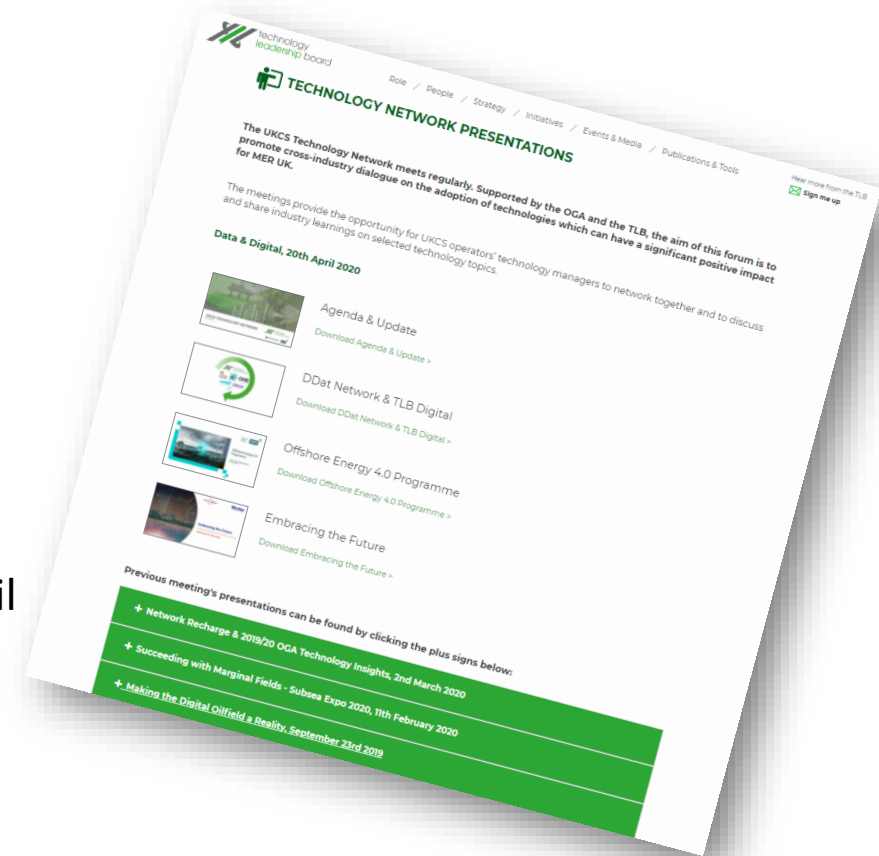 technology
leadership board
Role / People / Strategy / Initiatives / Events & Media / Publications & Tools
Hear more from the TLB
Sign me up
TECHNOLOGY NETWORK PRESENTATIONS
The UKCS Technology Network meets regularly. Supported by the OGA and the TLB, the aim of this forum is to
promote cross-industry dialogue on the adoption of technologies which can have a significant positive impact
for MER UK.
The meetings provide the opportunity for UKCS operators' technology managers to network together and to discuss
and share industry learnings on selected technology topics.
Data & Digital, 20th April 2020
Agenda & Update
Download Agenda & Update >
DDat Network & TLB Digital
Download DDat Network & TLB Digital >
Offshore Energy 4.0 Programme
Download Offshore Energy 4.0 Programme >
Embracing the Future
Download Embracing the Future >
il
Previous meeting's presentations can be found by clicking the plus signs below:
+ Network Recharge & 2019/20 OGA Technology Insights, 2nd March 2020
+ Succeeding with Marginal Fields - Subsea Expo 2020, 11th February 2020
+ Making the Digital Oilfield a Reality, September 23rd 2019